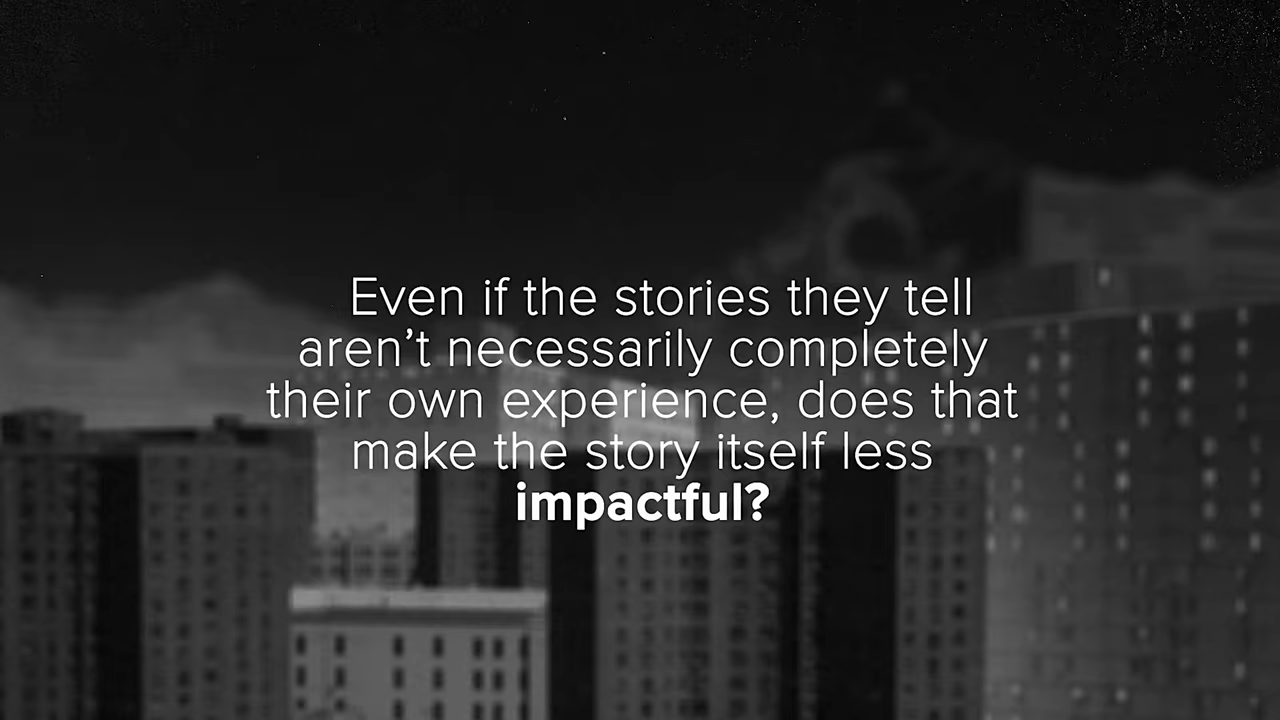 Even if the stories they tell
aren’t necessarily completely
their own experience, does that
make the story itself less
impactful?